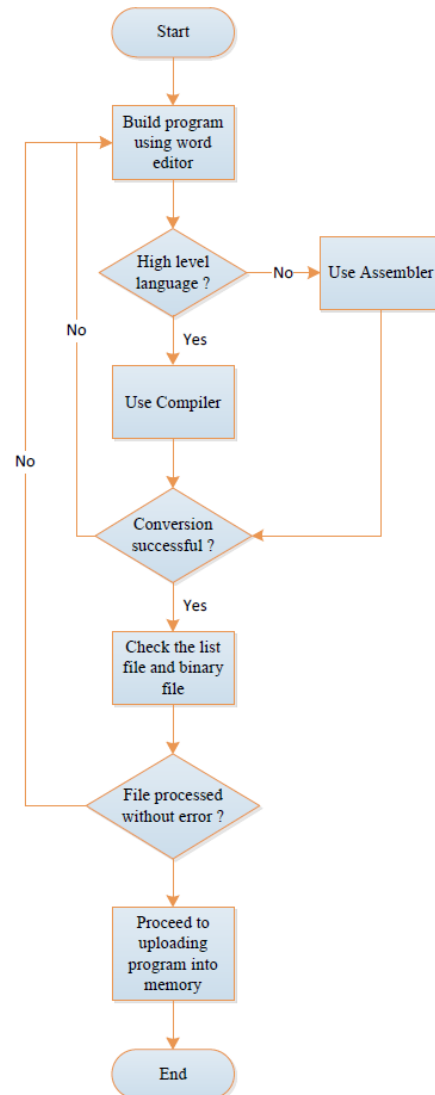 Start
Build program
using word
editor
High level
language ?
No
Use Assembler
Yes
No
Use Compiler
No
Conversion
successful ?
Yes
Check the list
file and binary
file
File processed
without error ?
Proceed to
uploading
program into
memory
End